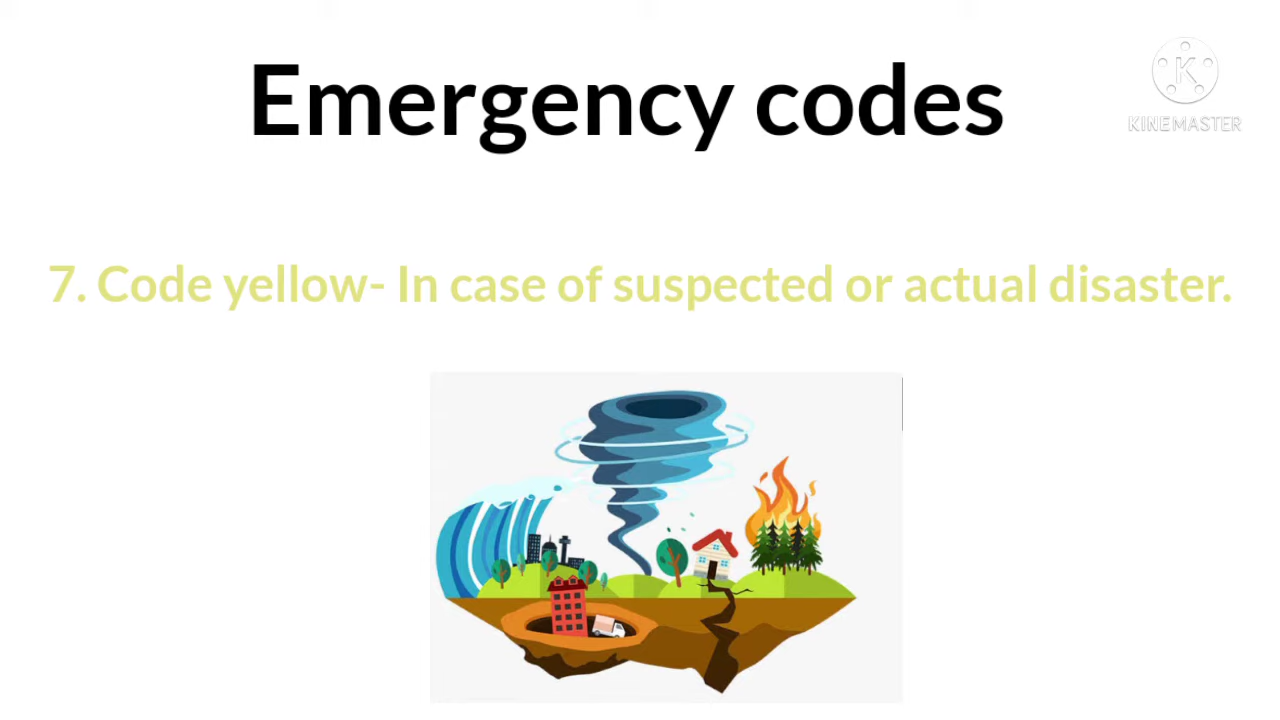 Emergency codes
K
KINEMASTER
7. Code yellow- In case of suspected or actual disaster.